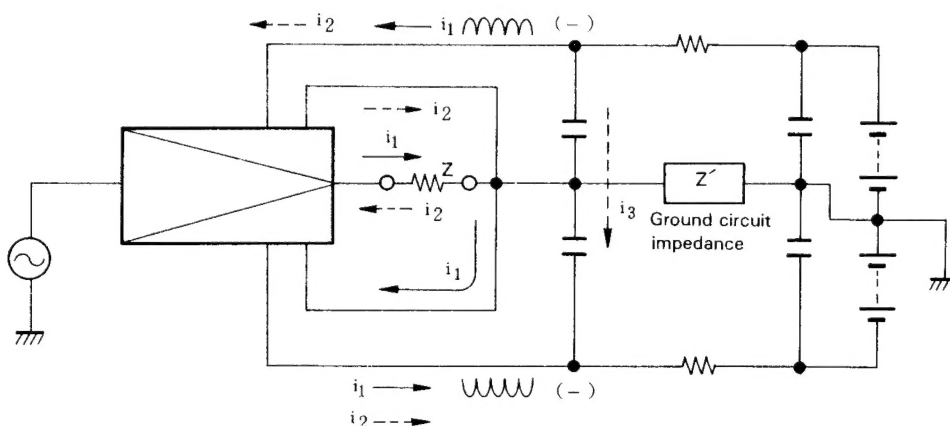 i2 i1 (-)
i2
i1
Z
i2
i1
i3
Z´
Ground circuit
impedance
i1 (-)
i2